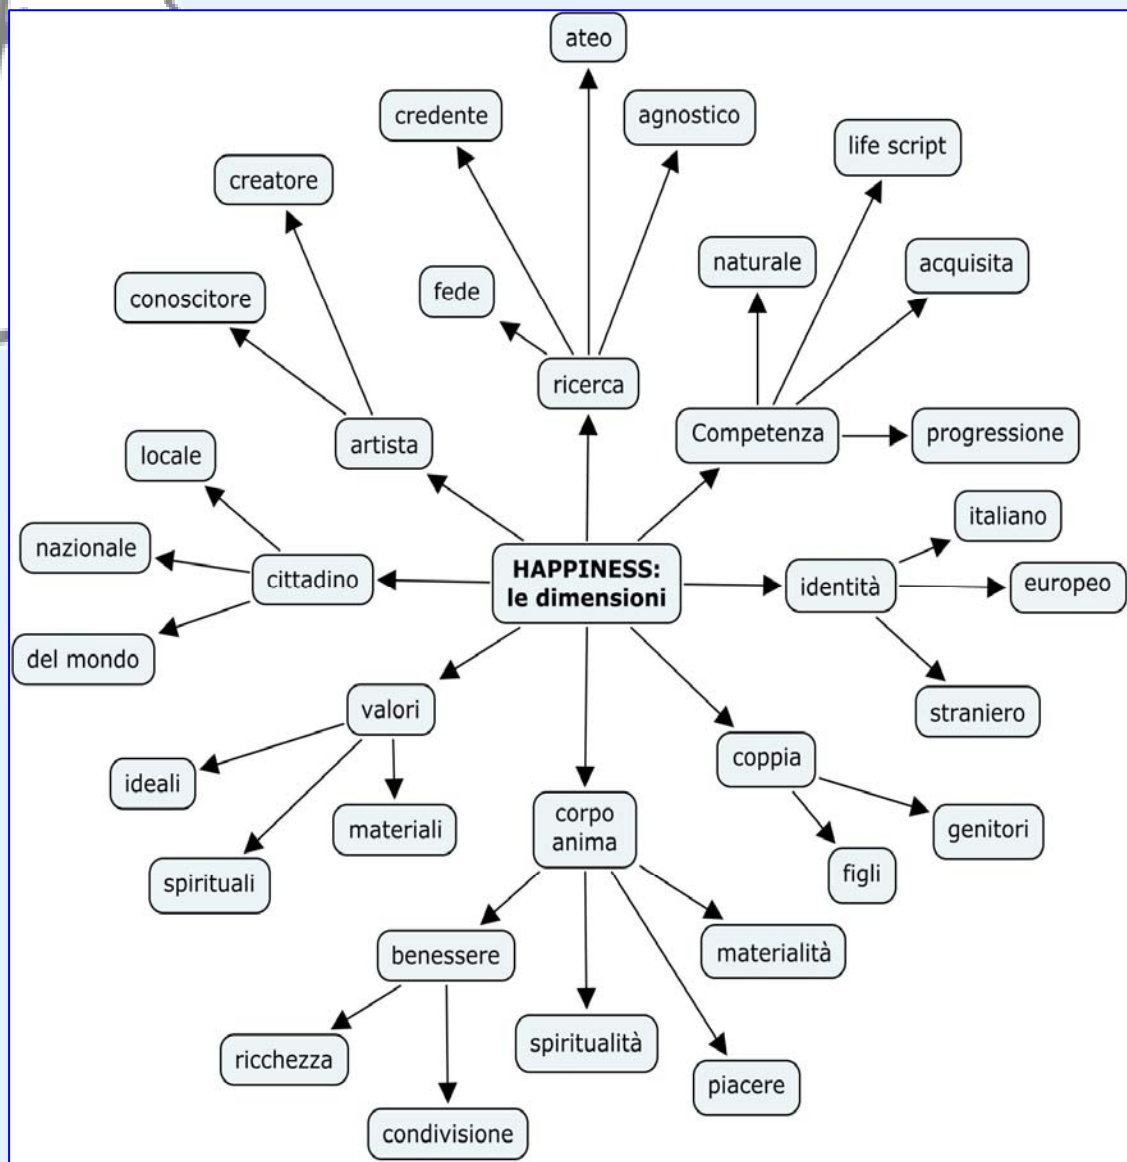 ateo
credente
agnostico
life script
creatore
naturale
acquisita
conoscitore
fede
ricerca
artista
Competenza
progressione
locale
italiano
nazionale
cittadino
HAPPINESS:
le dimensioni
identità
europeo
del mondo
valori
straniero
coppia
ideali
materiali
corpo
anima
genitori
spirituali
figli
benessere
materialità
ricchezza
spiritualità
piacere
condivisione